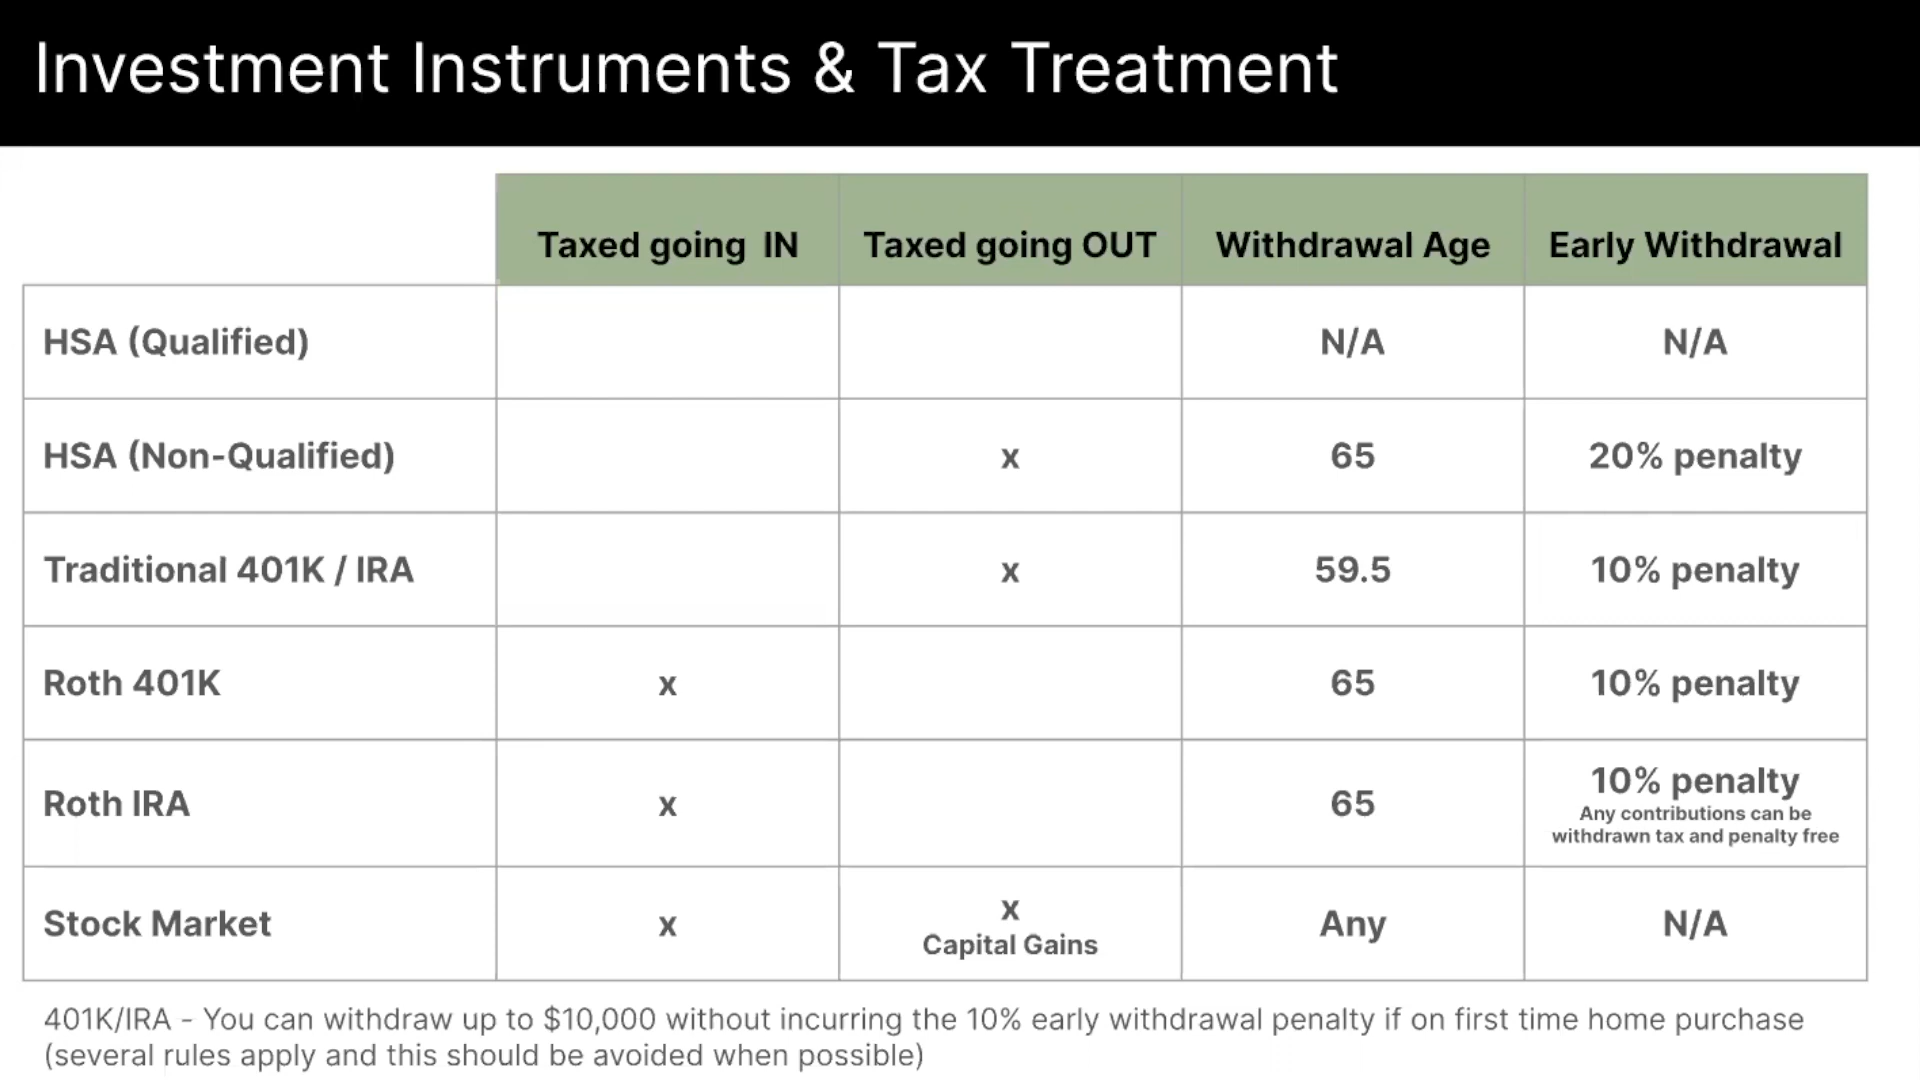 Investment Instruments & Tax Treatment
Taxed going IN Taxed going OUT Withdrawal Age Early Withdrawal
HSA (Qualified) N/A N/A
HSA (Non-Qualified) x 65 20% penalty
Traditional 401K / IRA x 59.5 10% penalty
Roth 401K x 65 10% penalty
Roth IRA x 65 10% penalty
Any contributions can be
withdrawn tax and penalty free
Stock Market x x Any N/A
Capital Gains
401K/IRA - You can withdraw up to $10,000 without incurring the 10% early withdrawal penalty if on first time home purchase
(several rules apply and this should be avoided when possible)